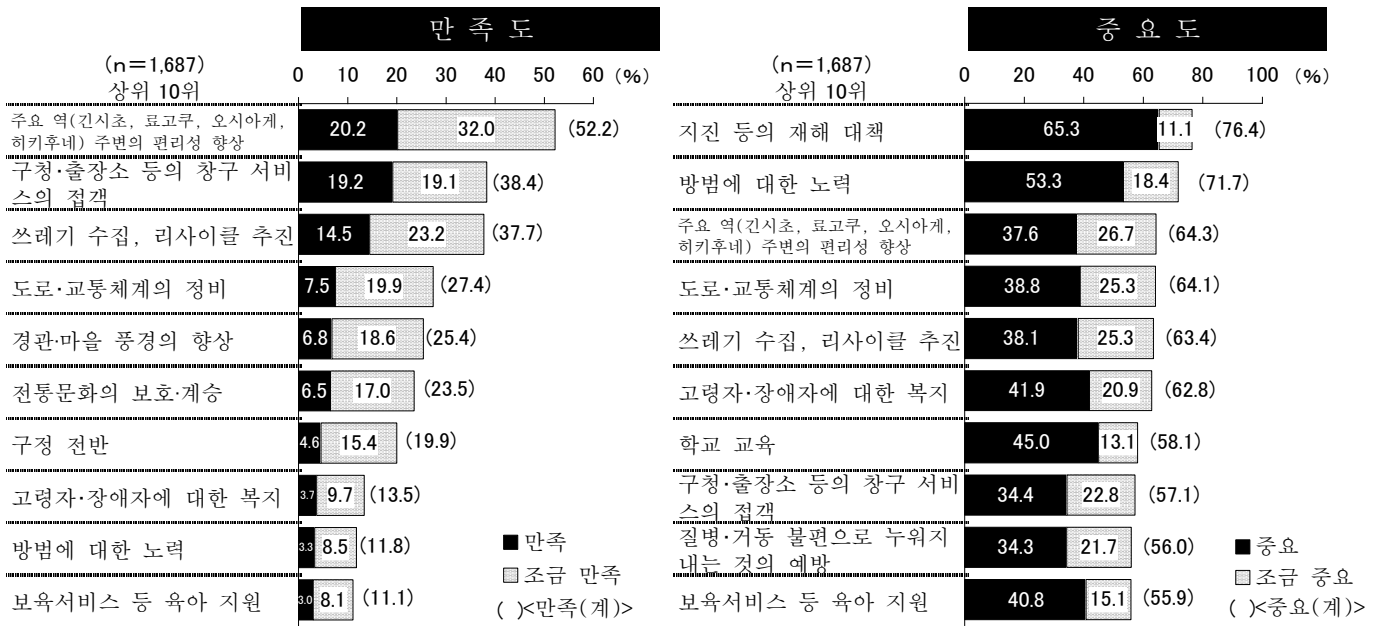 만 족 도
(n＝1,687)
상위 10위
0 10 20 30 40 50 60 (%)
주요 역(긴시초, 료고쿠, 오시아게,
히키후네) 주변의 편리성 향상
20.2 32.0 (52.2)
구청·출장소 등의 창구 서비
스의 접객
19.2 19.1 (38.4)
쓰레기 수집, 리사이클 추진
14.5 23.2 (37.7)
도로·교통체계의 정비
7.5 19.9 (27.4)
경관·마을 풍경의 향상
6.8 18.6 (25.4)
전통문화의 보호·계승
6.5 17.0 (23.5)
구정 전반
4.6 15.4 (19.9)
고령자·장애자에 대한 복지
3.7 9.7 (13.5)
방범에 대한 노력
3.3 8.5 (11.8)
보육서비스 등 육아 지원
3.0 8.1 (11.1)
만족
조금 만족
( )<만족(계)>
중 요 도
(n＝1,687)
상위 10위
0 20 40 60 80 100 (%)
지진 등의 재해 대책
65.3 11.1 (76.4)
방범에 대한 노력
53.3 18.4 (71.7)
주요 역(긴시초, 료고쿠, 오시아게,
히키후네) 주변의 편리성 향상
37.6 26.7 (64.3)
도로·교통체계의 정비
38.8 25.3 (64.1)
쓰레기 수집, 리사이클 추진
38.1 25.3 (63.4)
고령자·장애자에 대한 복지
41.9 20.9 (62.8)
학교 교육
45.0 13.1 (58.1)
구청·출장소 등의 창구 서비
스의 접객
34.4 22.8 (57.1)
질병·거동 불편으로 누워지
내는 것의 예방
34.3 21.7 (56.0)
보육서비스 등 육아 지원
40.8 15.1 (55.9)
중요
조금 중요
( )<중요(계)>